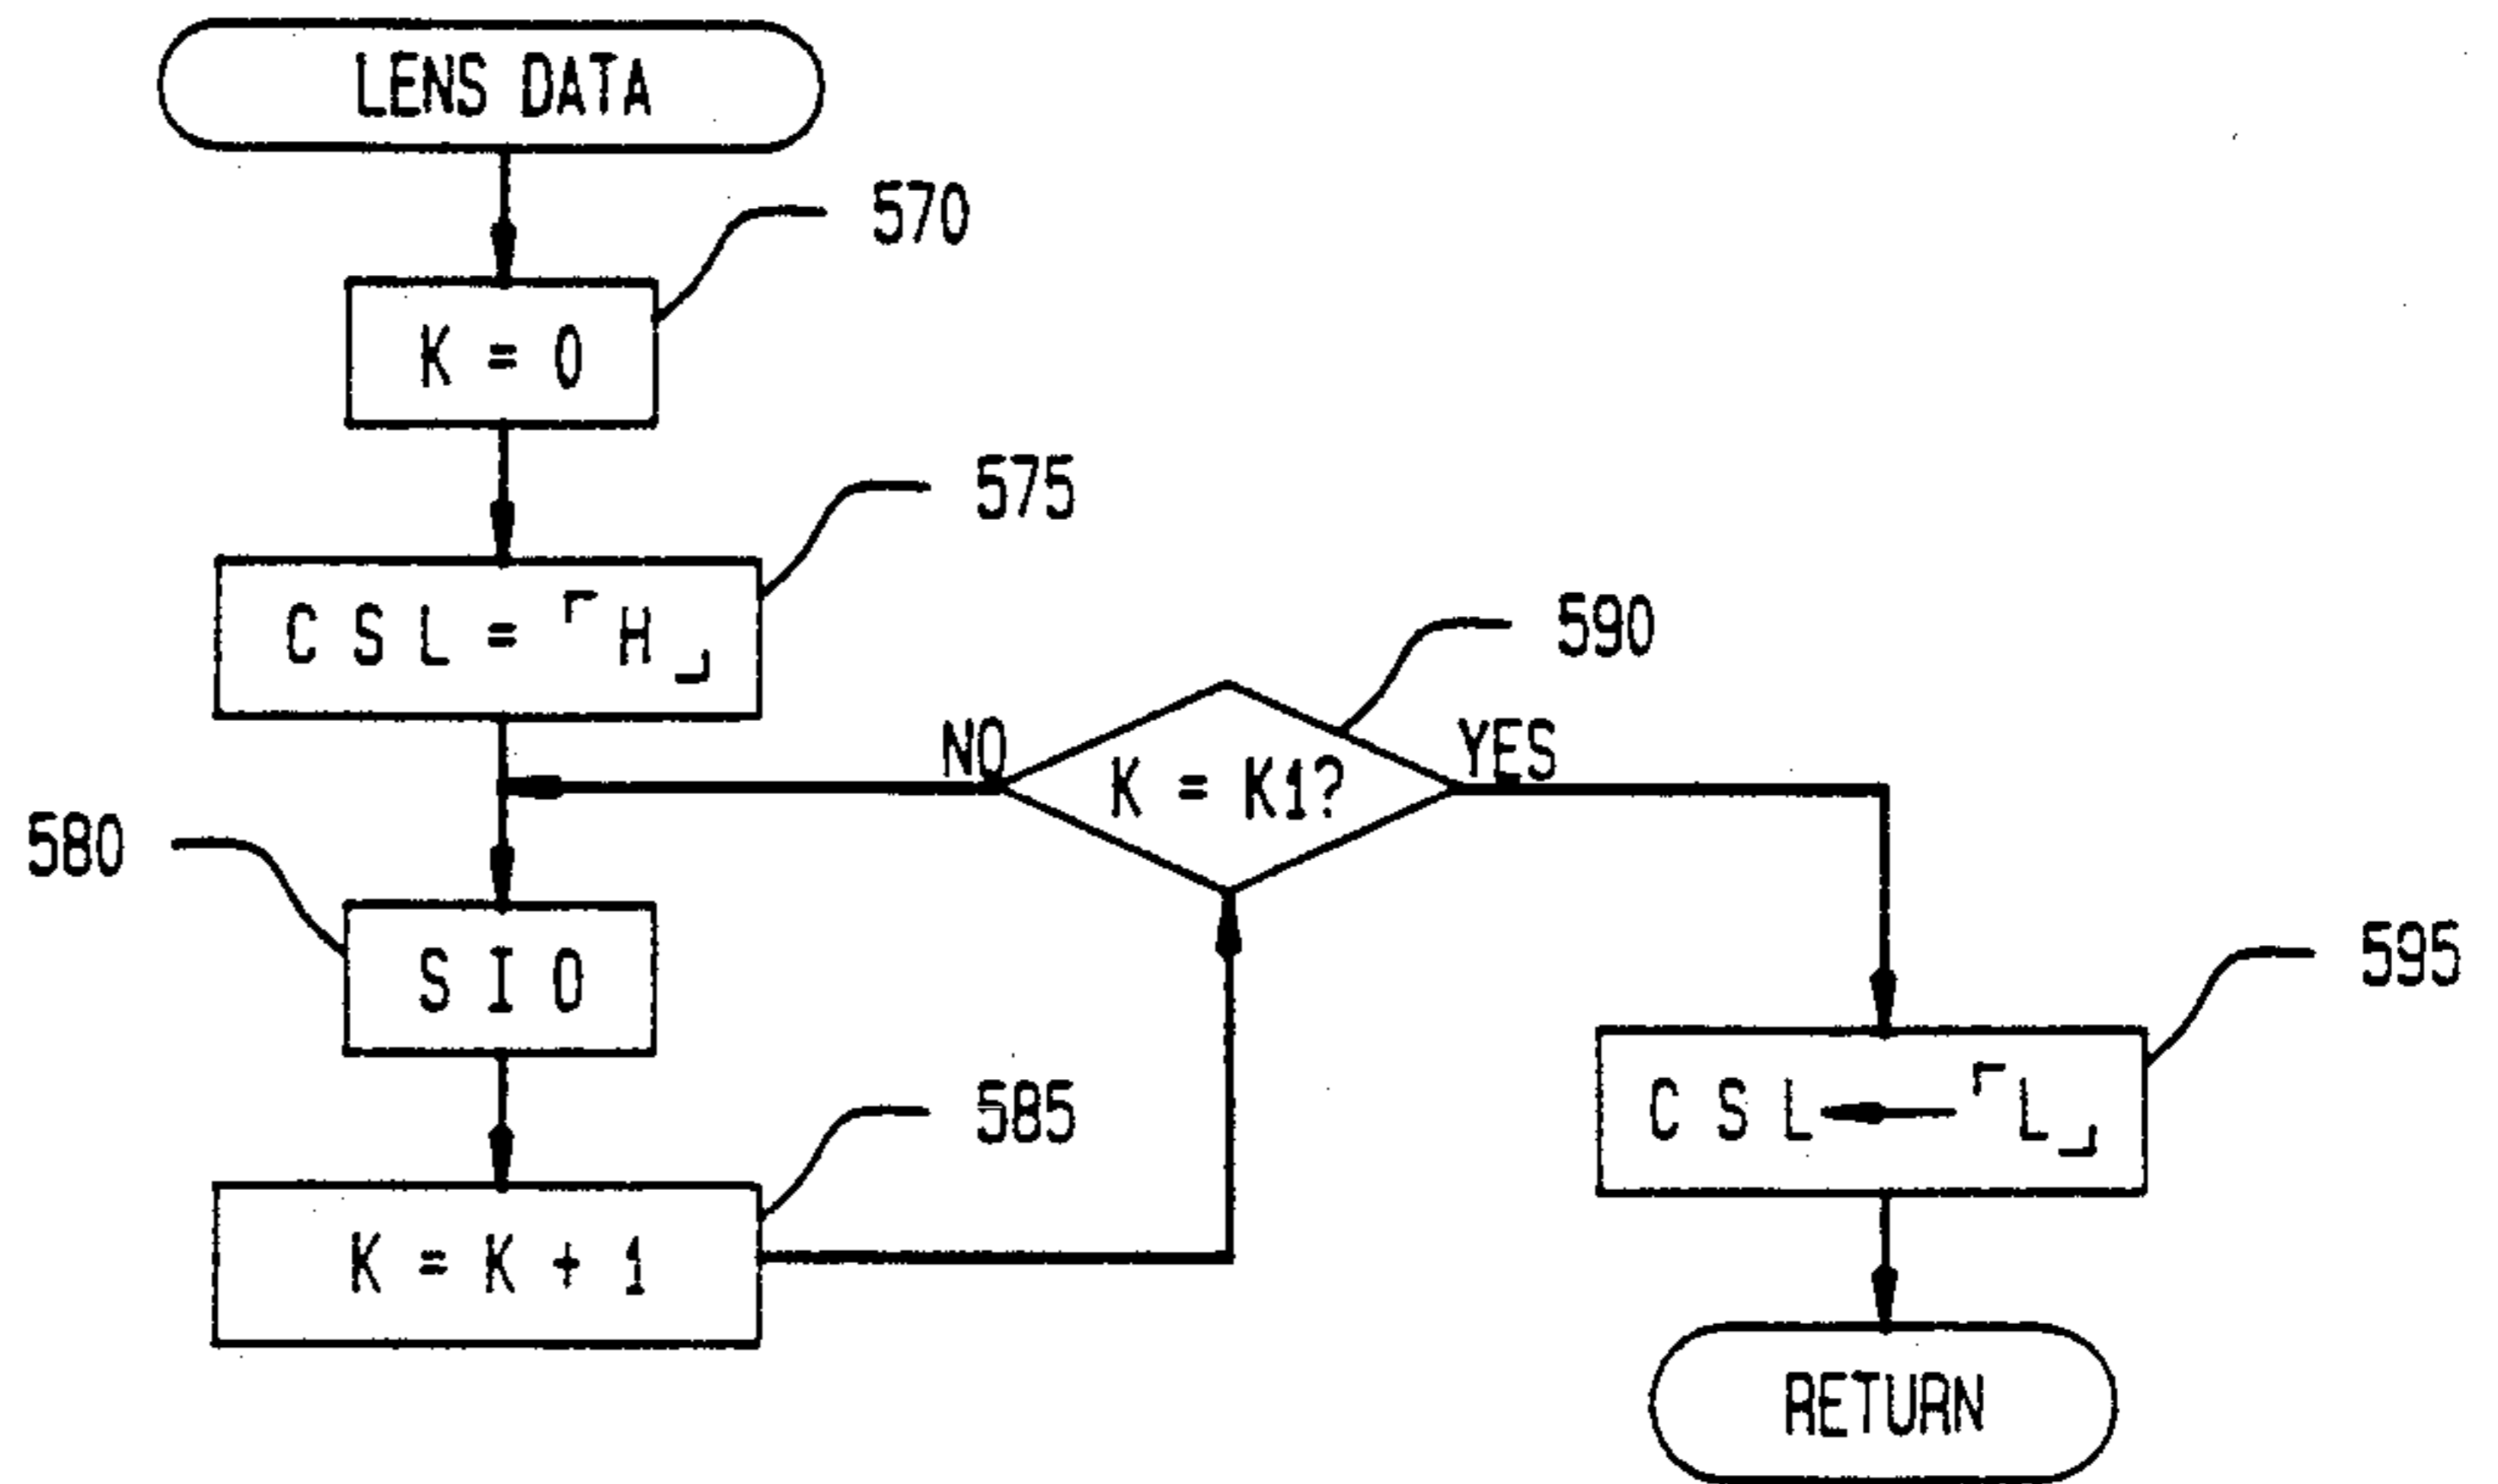 LENS DATA
570
K = 0
575
C S L = 「 H 」
590
NO
K = K1?
YES
580
S I O
595
C S L ← 「 L 」
585
K = K + 1
RETURN